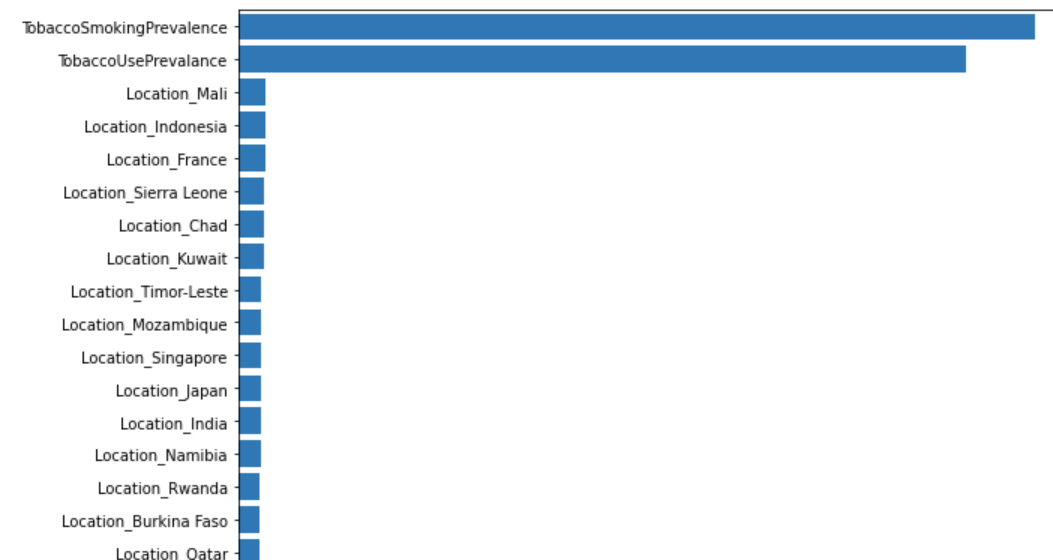 TobaccoSmokingPrevalence
TobaccoUsePrevalance
Location_Mali
Location_Indonesia
Location_France
Location_Sierra Leone
Location_Chad
Location_Kuwait
Location_Timor-Leste
Location_Mozambique
Location_Singapore
Location_Japan
Location_India
Location_Namibia
Location_Rwanda
Location_Burkina Faso
Location_Qatar